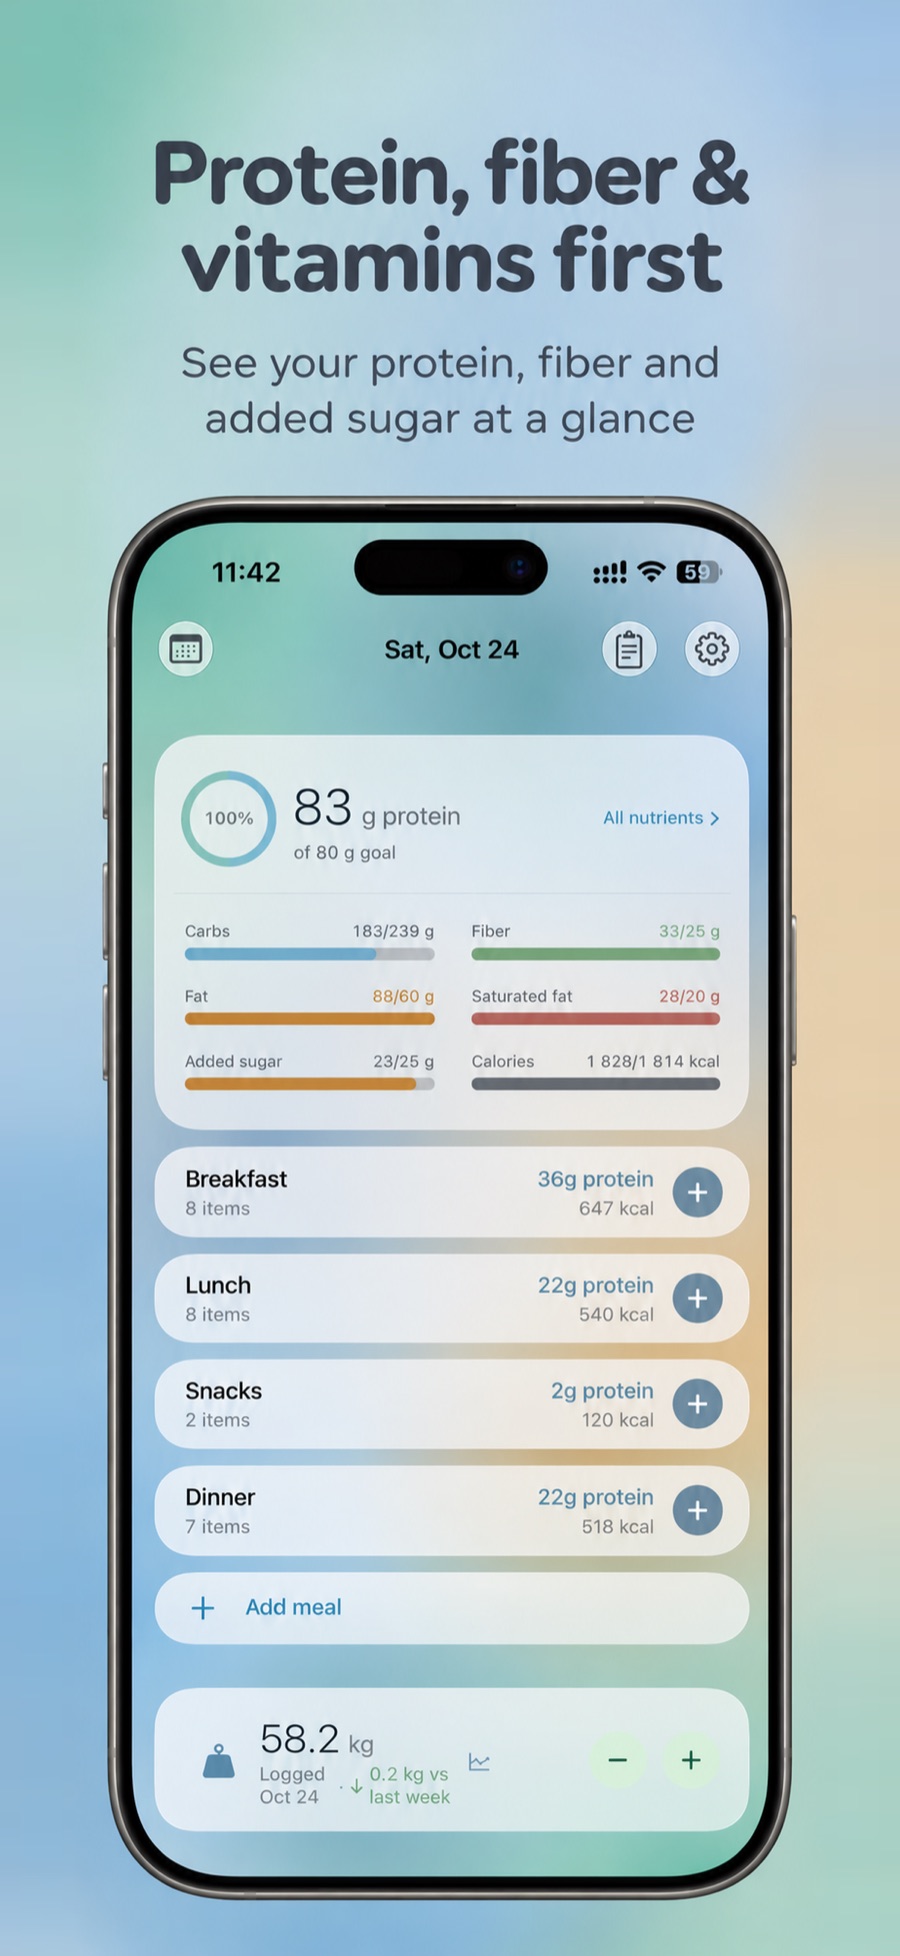 Protein, fiber &
vitamins first
See your protein, fiber and
added sugar at a glance
11:42
59
Sat, Oct 24
100%
83 g protein
of 80 g goal
All nutrients
Carbs 183/239 g
Fiber 33/25 g
Fat 88/60 g
Saturated fat 28/20 g
Added sugar 23/25 g
Calories 1 828/1 814 kcal
Breakfast
36g protein
8 items
647 kcal
Lunch
22g protein
8 items
540 kcal
Snacks
2g protein
2 items
120 kcal
Dinner
22g protein
7 items
518 kcal
+ Add meal
58.2 kg
Logged
Oct 24
· ↓ 0.2 kg vs
last week